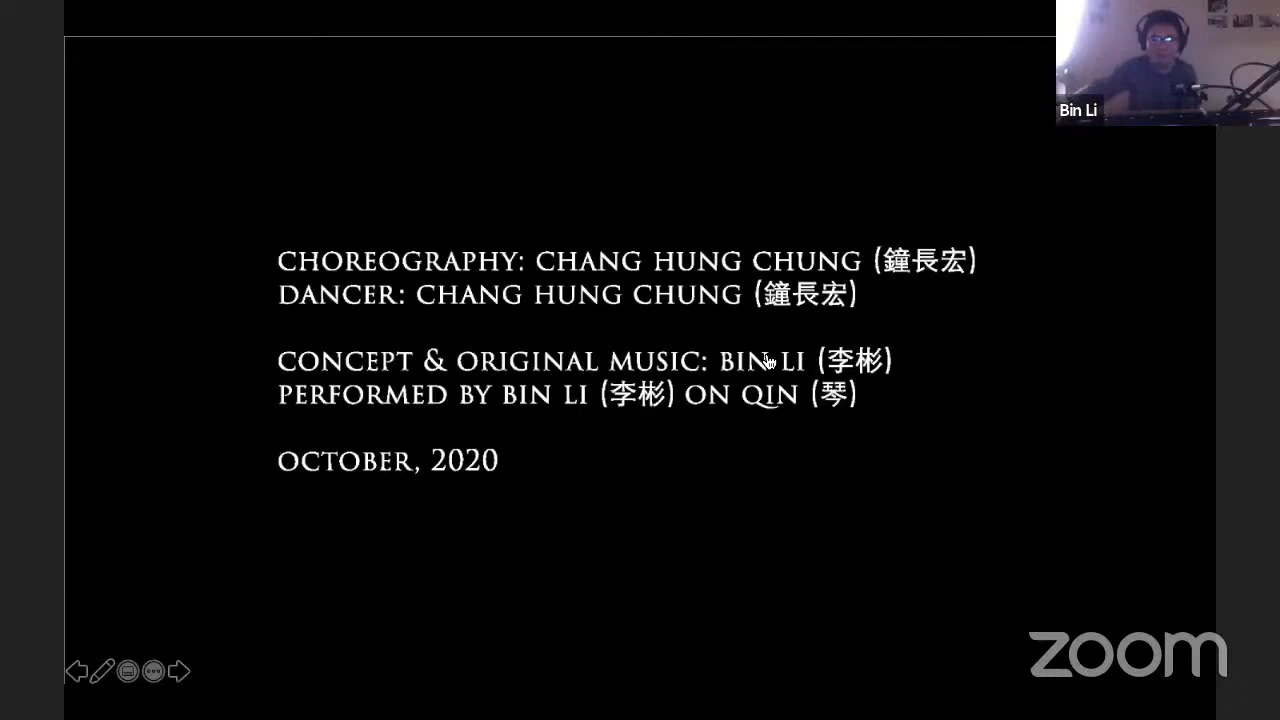 Bin Li
CHOREOGRAPHY: CHANG HUNG CHUNG (鐘長宏)
DANCER: CHANG HUNG CHUNG (鐘長宏)
CONCEPT & ORIGINAL MUSIC: BIN LI (李彬)
PERFORMED BY BIN LI (李彬) ON QIN (琴)
OCTOBER, 2020
zoom